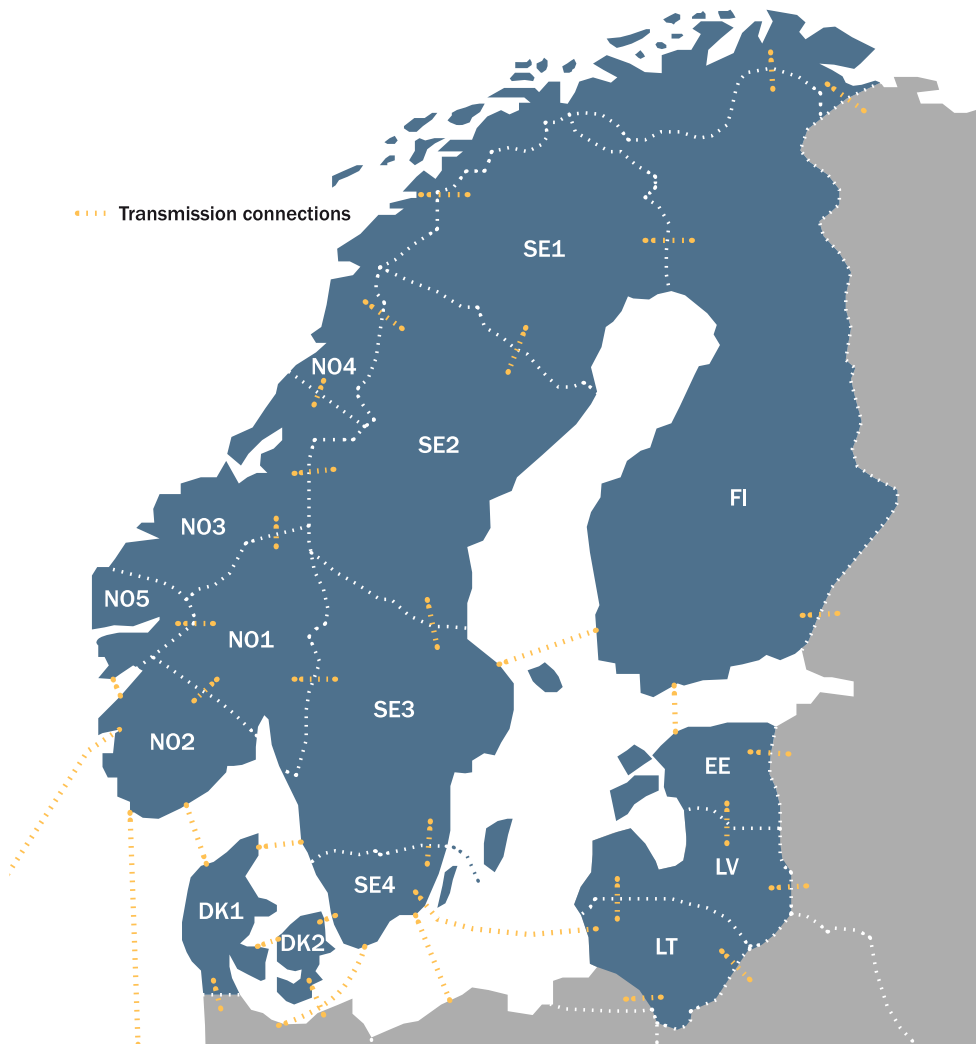 Transmission connections
SE1
NO4
SE2
FI
NO3
NO5
NO1
SE3
NO2
EE
LV
SE4
DK1
DK2
LT